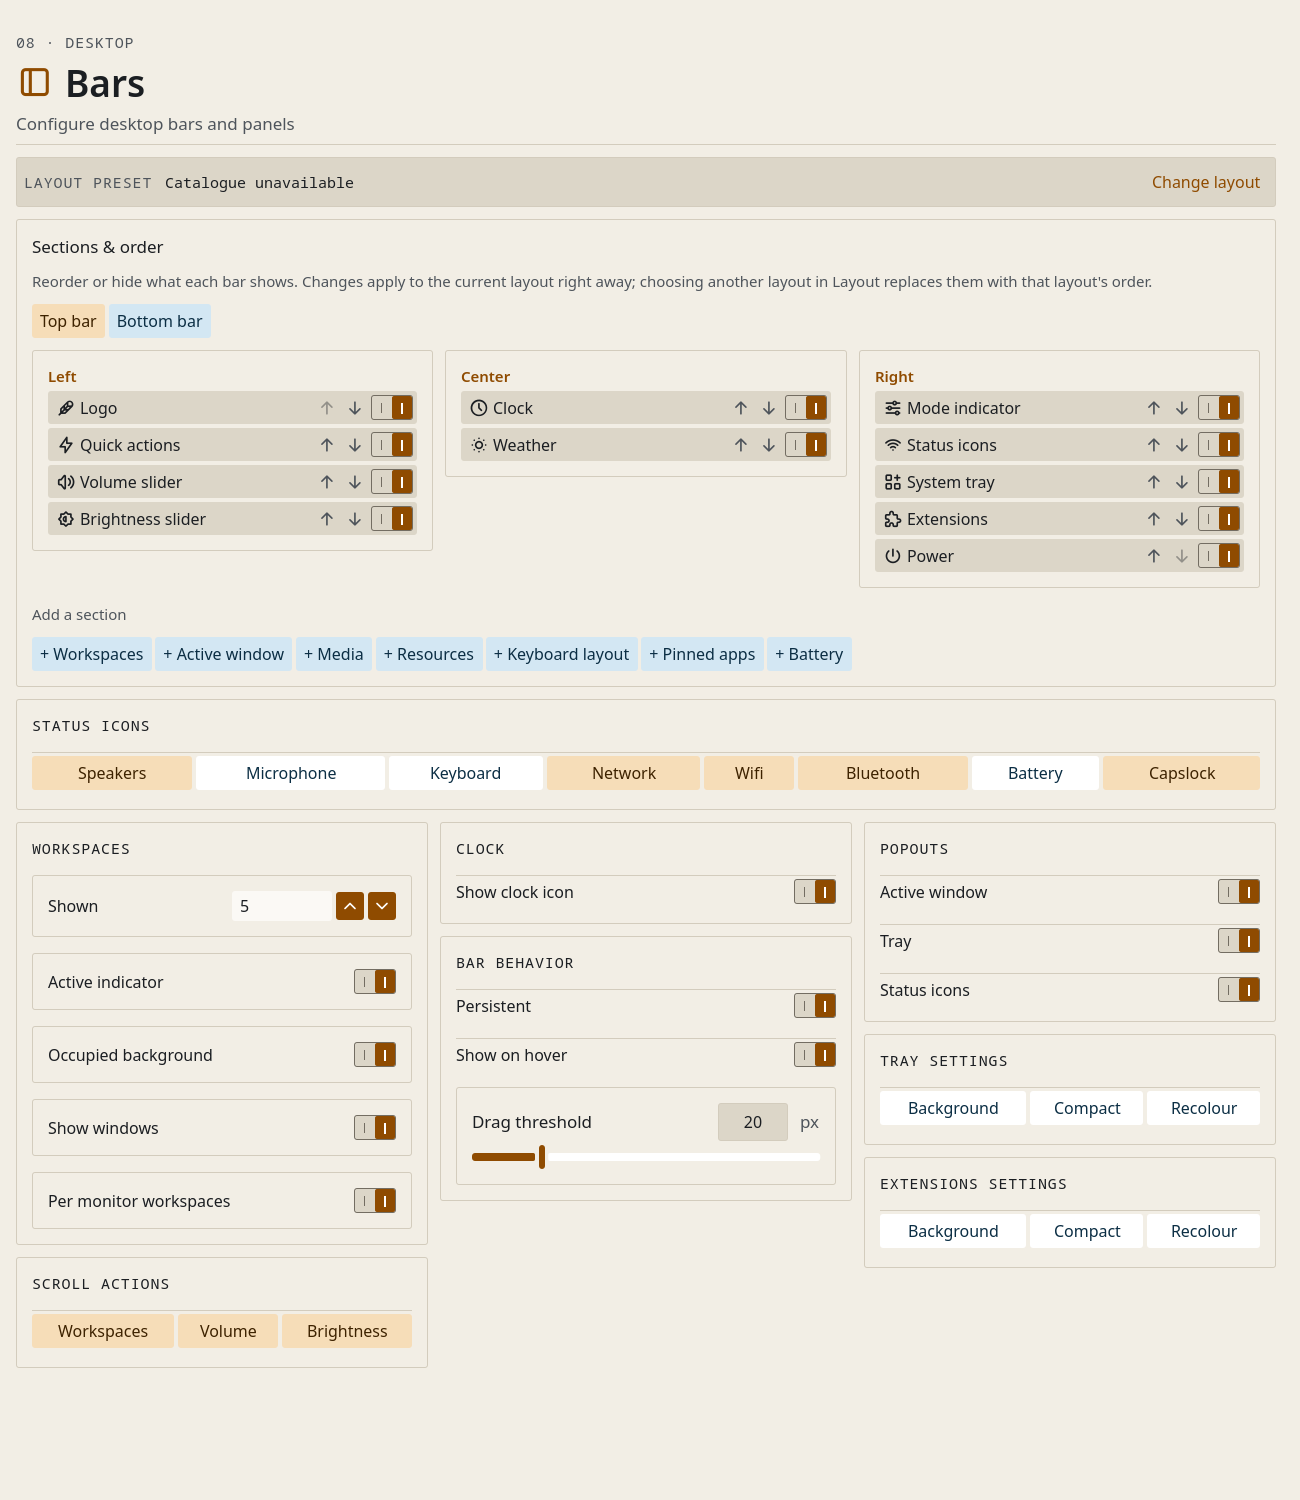 08 · DESKTOP
Bars
Configure desktop bars and panels
LAYOUT PRESET Catalogue unavailable Change layout
Sections & order
Reorder or hide what each bar shows. Changes apply to the current layout right away; choosing another layout in Layout replaces them with that layout's order.
Top bar Bottom bar
Left
Logo
Quick actions
Volume slider
Brightness slider
Center
Clock
Weather
Right
Mode indicator
Status icons
System tray
Extensions
Power
Add a section
+ Workspaces + Active window + Media + Resources + Keyboard layout + Pinned apps + Battery
STATUS ICONS
Speakers Microphone Keyboard Network Wifi Bluetooth Battery Capslock
WORKSPACES
Shown 5
Active indicator
Occupied background
Show windows
Per monitor workspaces
SCROLL ACTIONS
Workspaces Volume Brightness
CLOCK
Show clock icon
BAR BEHAVIOR
Persistent
Show on hover
Drag threshold 20 px
POPOUTS
Active window
Tray
Status icons
TRAY SETTINGS
Background Compact Recolour
EXTENSIONS SETTINGS
Background Compact Recolour